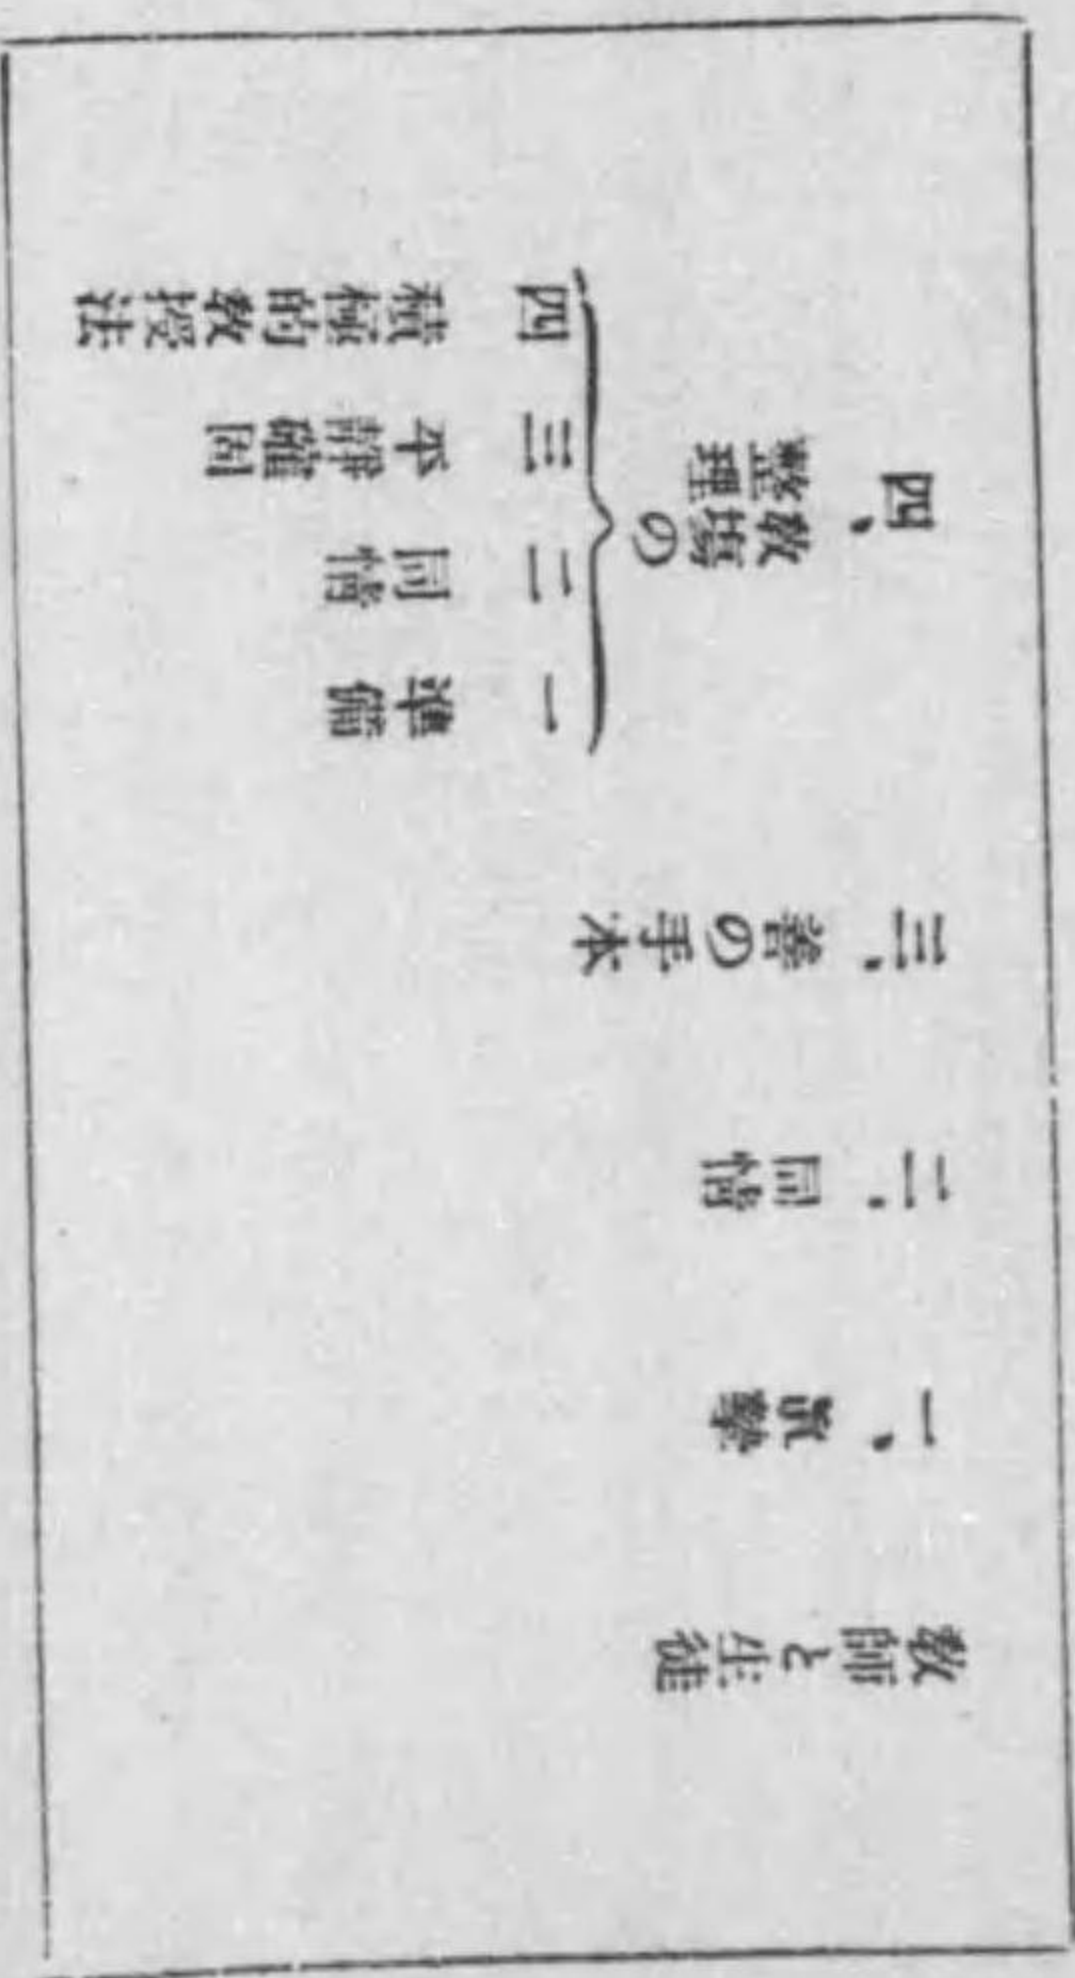 教師と生徒
一、眞摯
二、同情
三、善の手本
四、教場の整理
一 準備
二 同情
三 平靜確固
四 積極的教授法